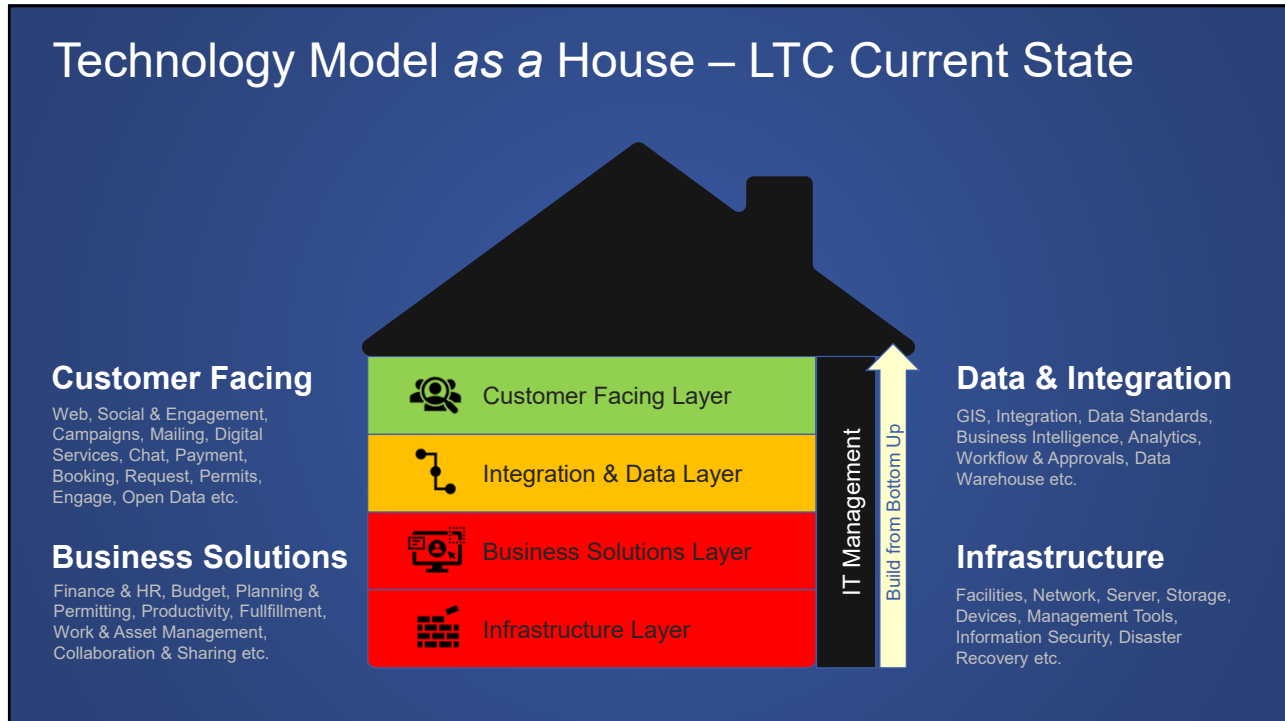 Technology Model as a House – LTC Current State
Customer Facing
Web, Social & Engagement,
Campaigns, Mailing, Digital
Services, Chat, Payment,
Booking, Request, Permits,
Engage, Open Data etc.
Business Solutions
Finance & HR, Budget, Planning &
Permitting, Productivity, Fullfillment,
Work & Asset Management,
Collaboration & Sharing etc.
Customer Facing Layer
Integration & Data Layer
Business Solutions Layer
Infrastructure Layer
IT Management
Build from Bottom Up
Data & Integration
GIS, Integration, Data Standards,
Business Intelligence, Analytics,
Workflow & Approvals, Data
Warehouse etc.
Infrastructure
Facilities, Network, Server, Storage,
Devices, Management Tools,
Information Security, Disaster
Recovery etc.